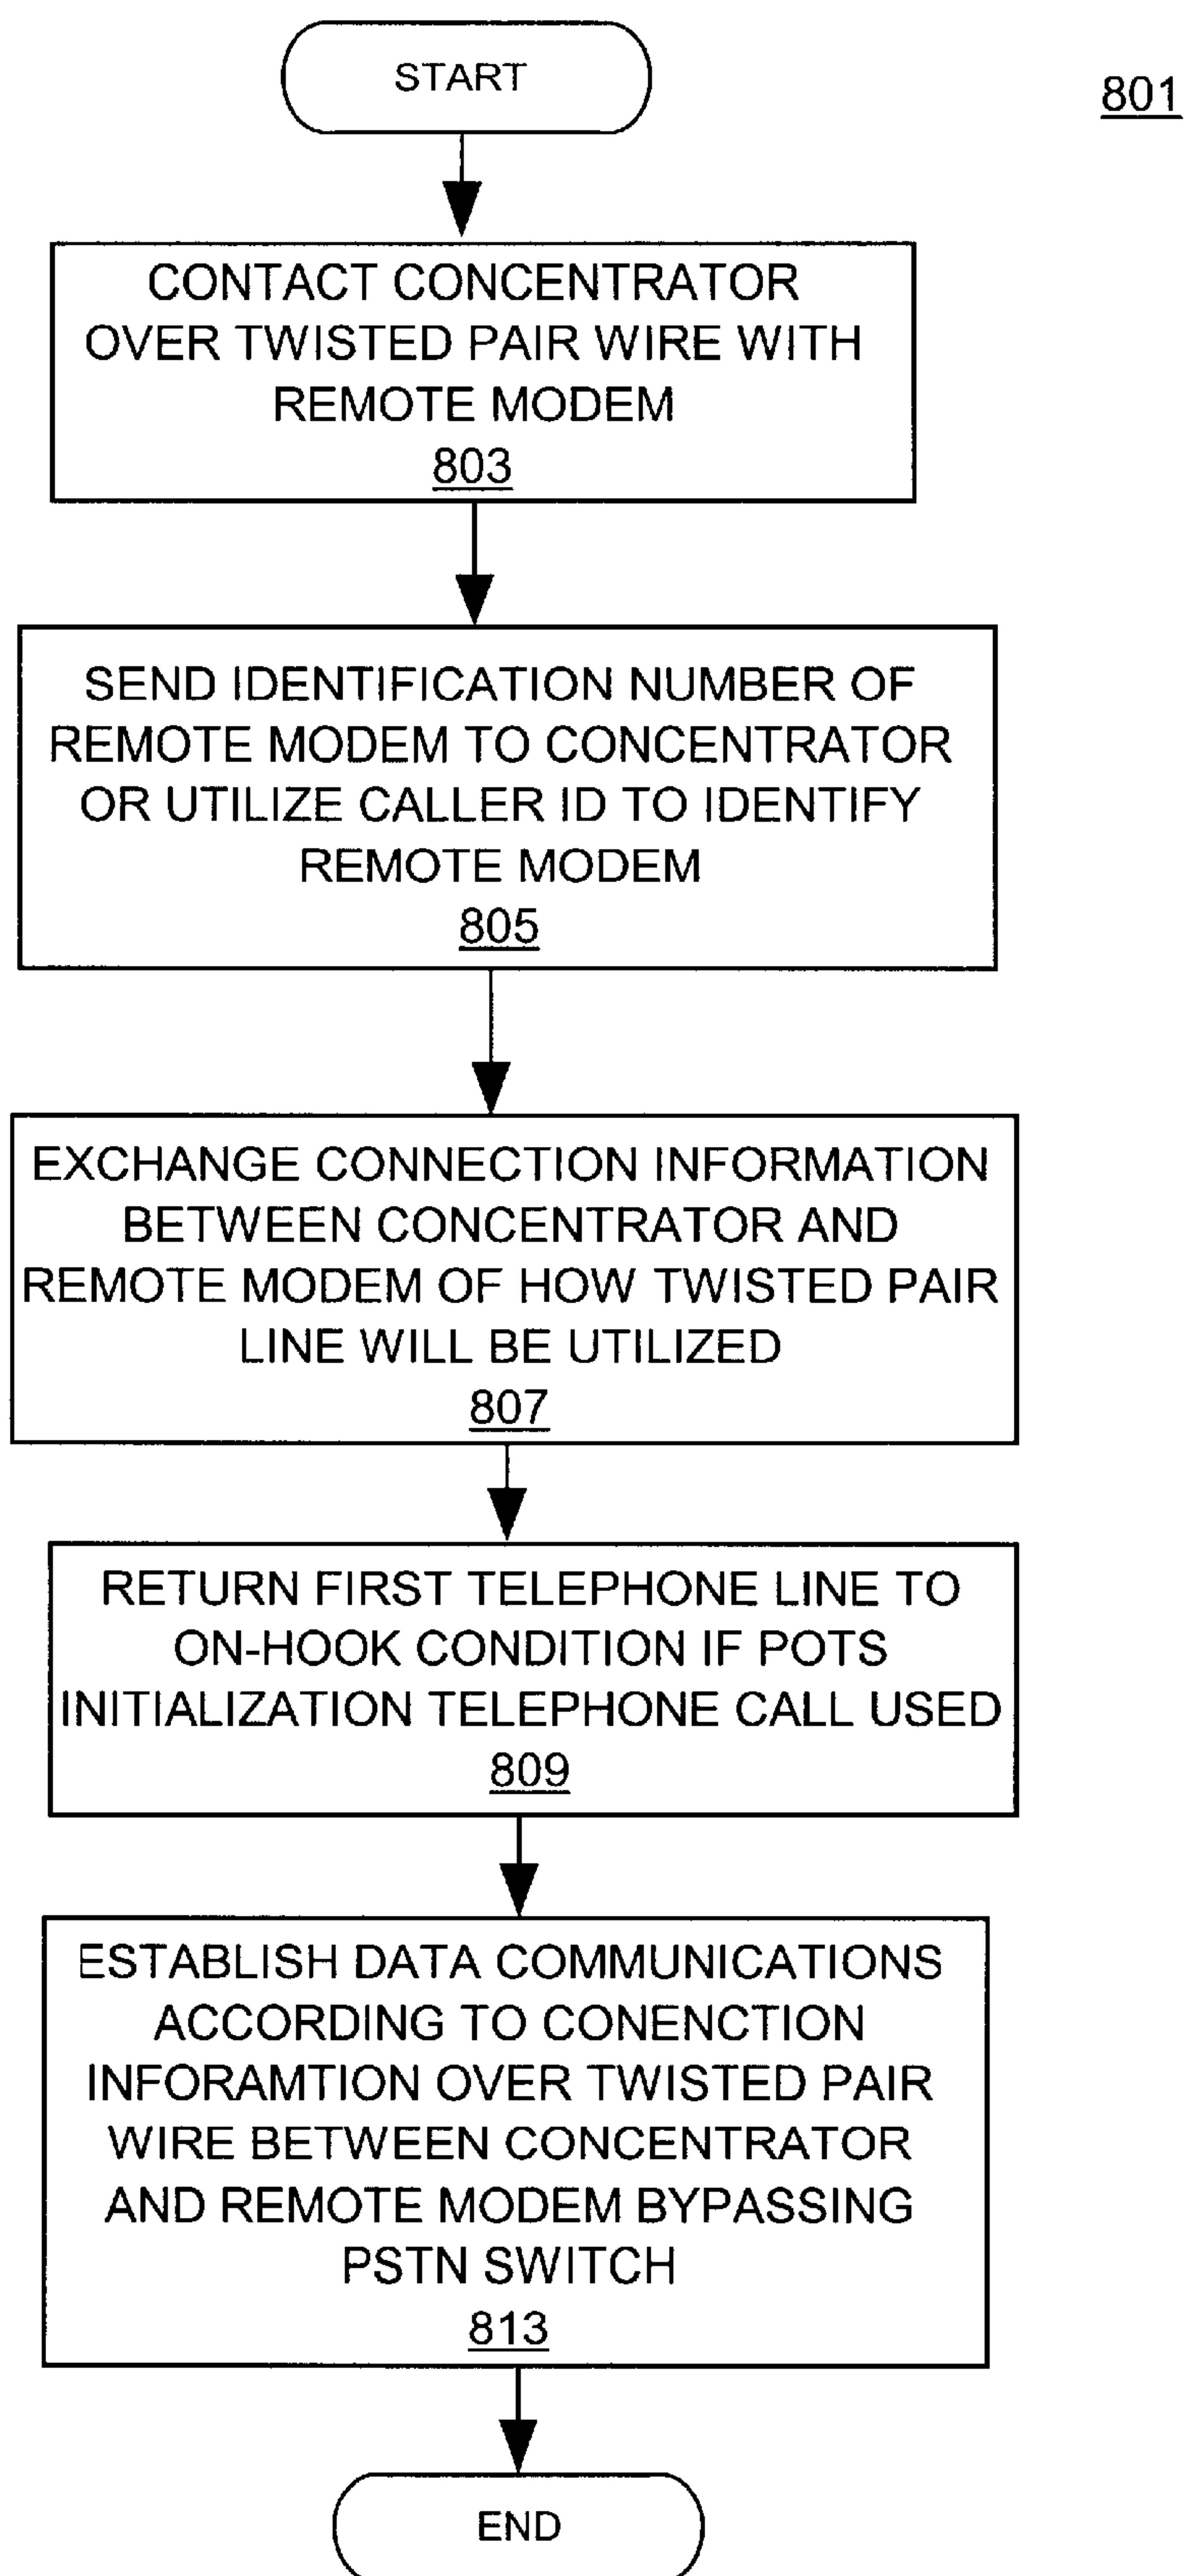 START
801
CONTACT CONCENTRATOR
OVER TWISTED PAIR WIRE WITH
REMOTE MODEM
803
SEND IDENTIFICATION NUMBER OF
REMOTE MODEM TO CONCENTRATOR
OR UTILIZE CALLER ID TO IDENTIFY
REMOTE MODEM
805
EXCHANGE CONNECTION INFORMATION
BETWEEN CONCENTRATOR AND
REMOTE MODEM OF HOW TWISTED PAIR
LINE WILL BE UTILIZED
807
RETURN FIRST TELEPHONE LINE TO
ON-HOOK CONDITION IF POTS
INITIALIZATION TELEPHONE CALL USED
809
ESTABLISH DATA COMMUNICATIONS
ACCORDING TO CONENCTION
INFORAMTION OVER TWISTED PAIR
WIRE BETWEEN CONCENTRATOR
AND REMOTE MODEM BYPASSING
PSTN SWITCH
813
END